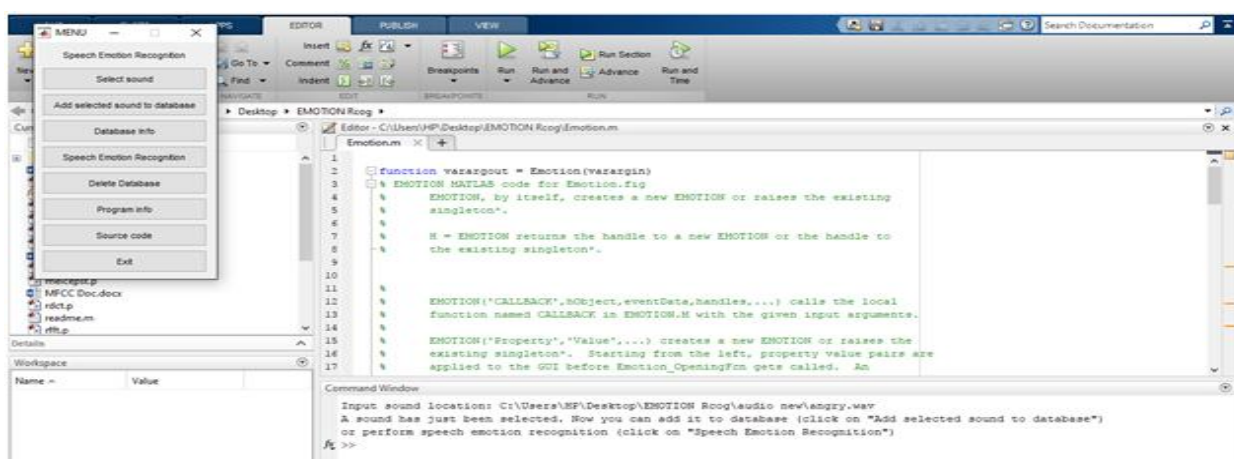 MENU
Speech Emotion Recognition
Select sound
Add selected sound to database
Database info
Speech Emotion Recognition
Delete Database
Program info
Source code
Exit
EDITOR PUBLISH VIEW
Search Documentation
Insert fx
Go To Comment Breakpoints Run Run and Advance Run Section Advance Run and Time
Find Indent
NAVIGATE EDIT BREAKPOINTS RUN
Desktop EMOTION Rcog
Editor - C:\Users\HP\Desktop\EMOTION Rcog\Emotion.m
Emotion.m
1
2 function varargout = Emotion(varargin)
3 % EMOTION MATLAB code for Emotion.fig
4 % EMOTION, by itself, creates a new EMOTION or raises the existing
5 % singleton*.
6 %
7 % H = EMOTION returns the handle to a new EMOTION or the handle to
8 % the existing singleton*.
9
10
11 %
12 % EMOTION('CALLBACK',hObject,eventData,handles,...) calls the local
13 % function named CALLBACK in EMOTION.M with the given input arguments.
14 %
15 % EMOTION('Property','Value',...) creates a new EMOTION or raises the
16 % existing singleton*. Starting from the left, property value pairs are
17 % applied to the GUI before Emotion_OpeningFcn gets called. An
melcepst.p
MFCC Doc.docx
rdct.p
readme.m
rfft.p
Details
Workspace
Name Value
Command Window
Input sound location: C:\Users\HP\Desktop\EMOTION Rcog\audio new\angry.wav
A sound has just been selected. Now you can add it to database (click on "Add selected sound to database")
or perform speech emotion recognition (click on "Speech Emotion Recognition")
fx >>